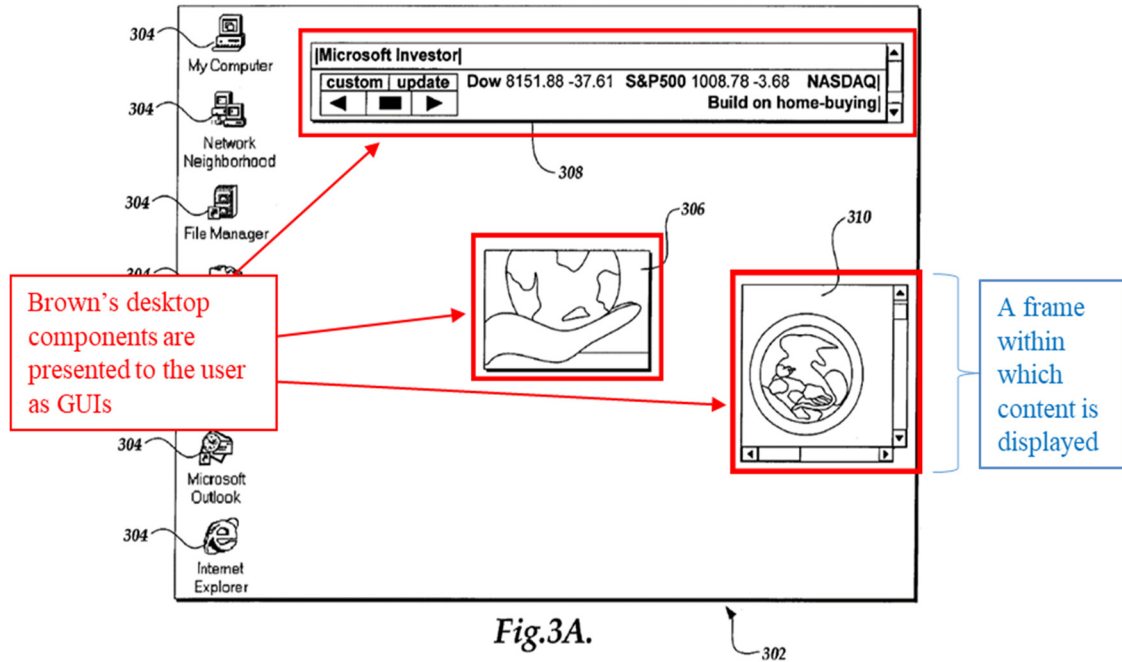 304
My Computer
304
Network
Neighborhood
304
File Manager
304
|Microsoft Investor|
custom | update Dow 8151.88 -37.61 S&P500 1008.78 -3.68 NASDAQ|
Build on home-buying|
308
306
310
Brown's desktop
components are
presented to the user
as GUIs
A frame
within
which
content is
displayed
304
Microsoft
Outlook
304
Internet
Explorer
Fig.3A.
302